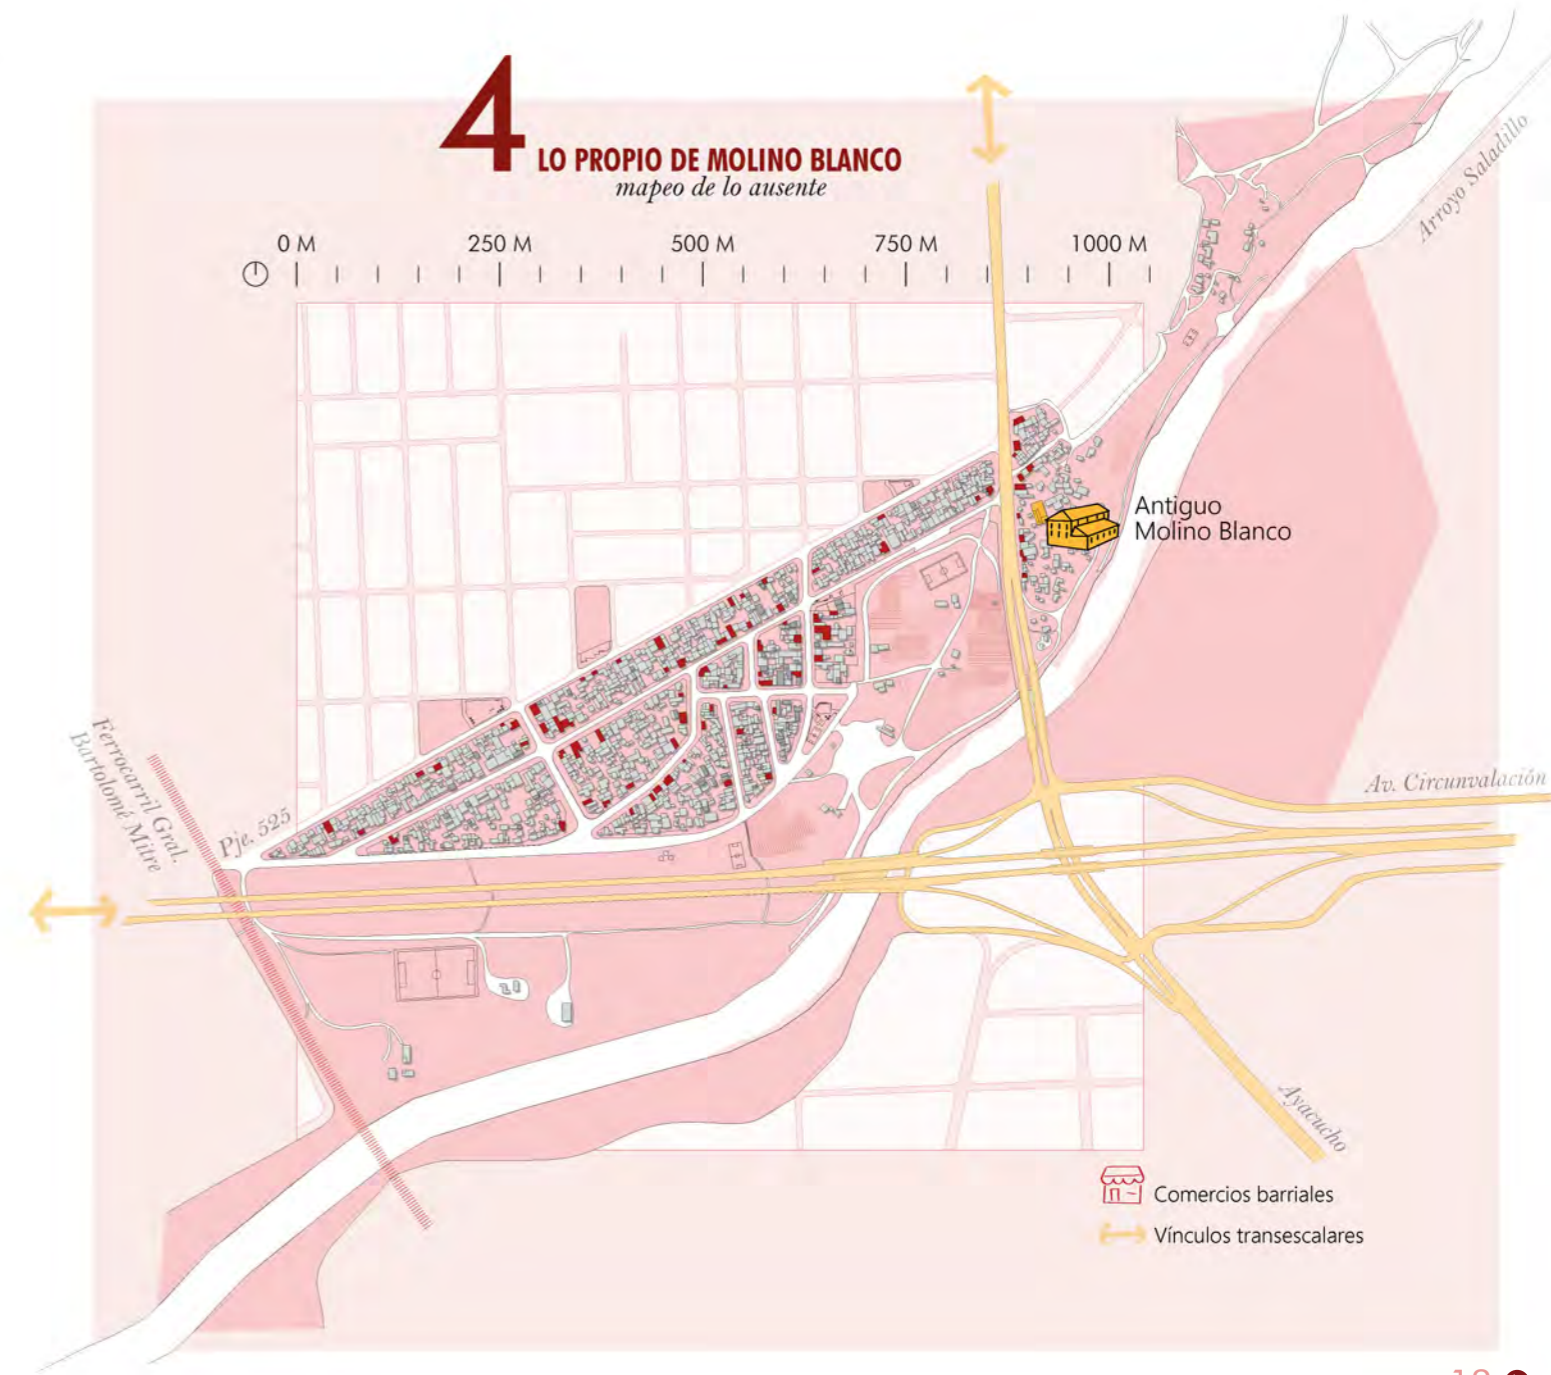 4 LO PROPIO DE MOLINO BLANCO
mapeo de lo ausente
0 M 250 M 500 M 750 M 1000 M
Arroyo Saladillo
Antiguo
Molino Blanco
Ferrocarril Gral.
Bartolomé Mitre
Pje. 525
Av. Circunvalación
Ayacucho
Comercios barriales
Vínculos transescalares